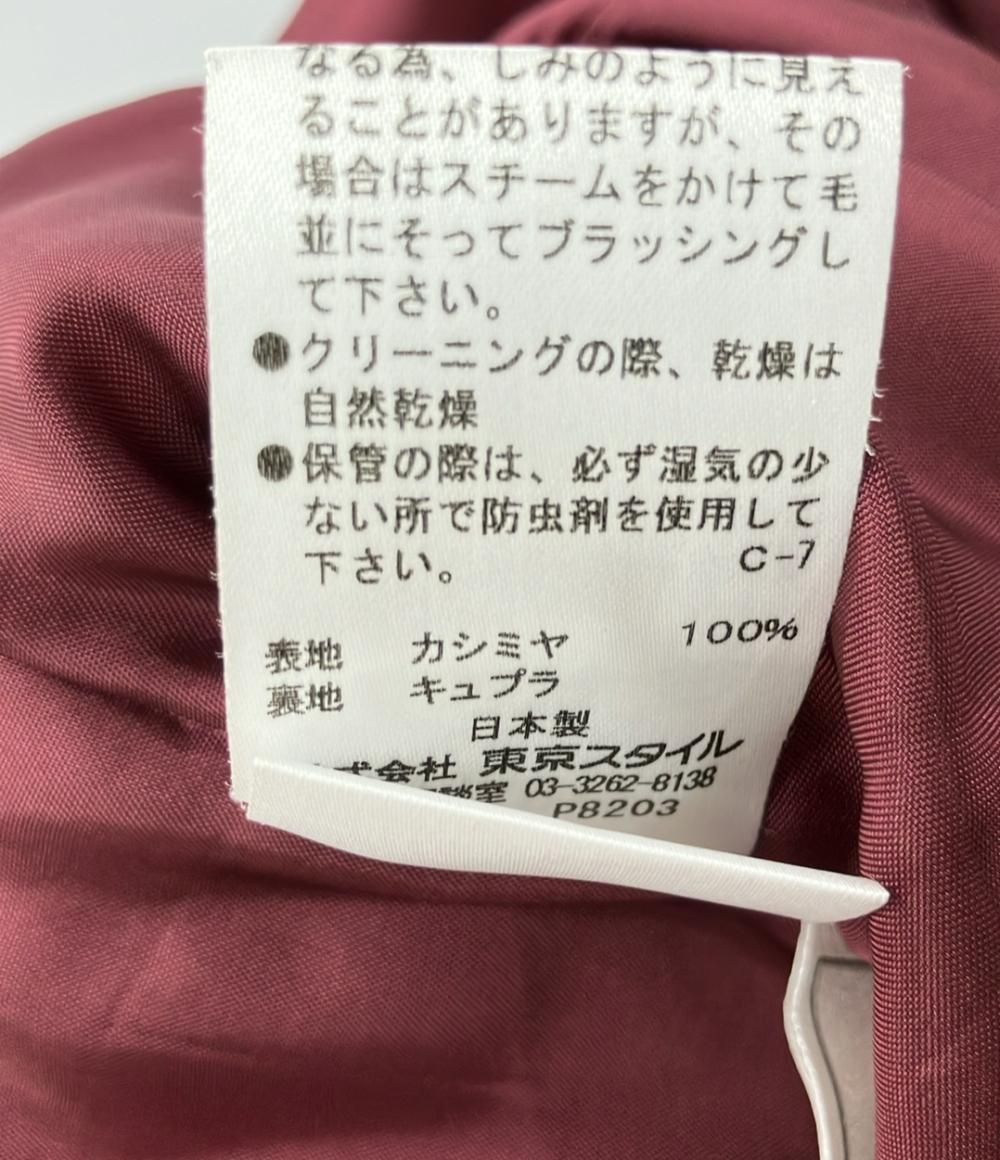 なる為、しみのように見え
ることがありますが、その
場合はスチームをかけて毛
並にそってブラッシングし
て下さい。
●クリーニングの際、乾燥は
自然乾燥
●保管の際は、必ず湿気の少
ない所で防虫剤を使用して
下さい。 C-7
表地 カシミヤ 100%
裏地 キュプラ
日本製
式会社 東京スタイル
談室 03-3262-8138
P8203